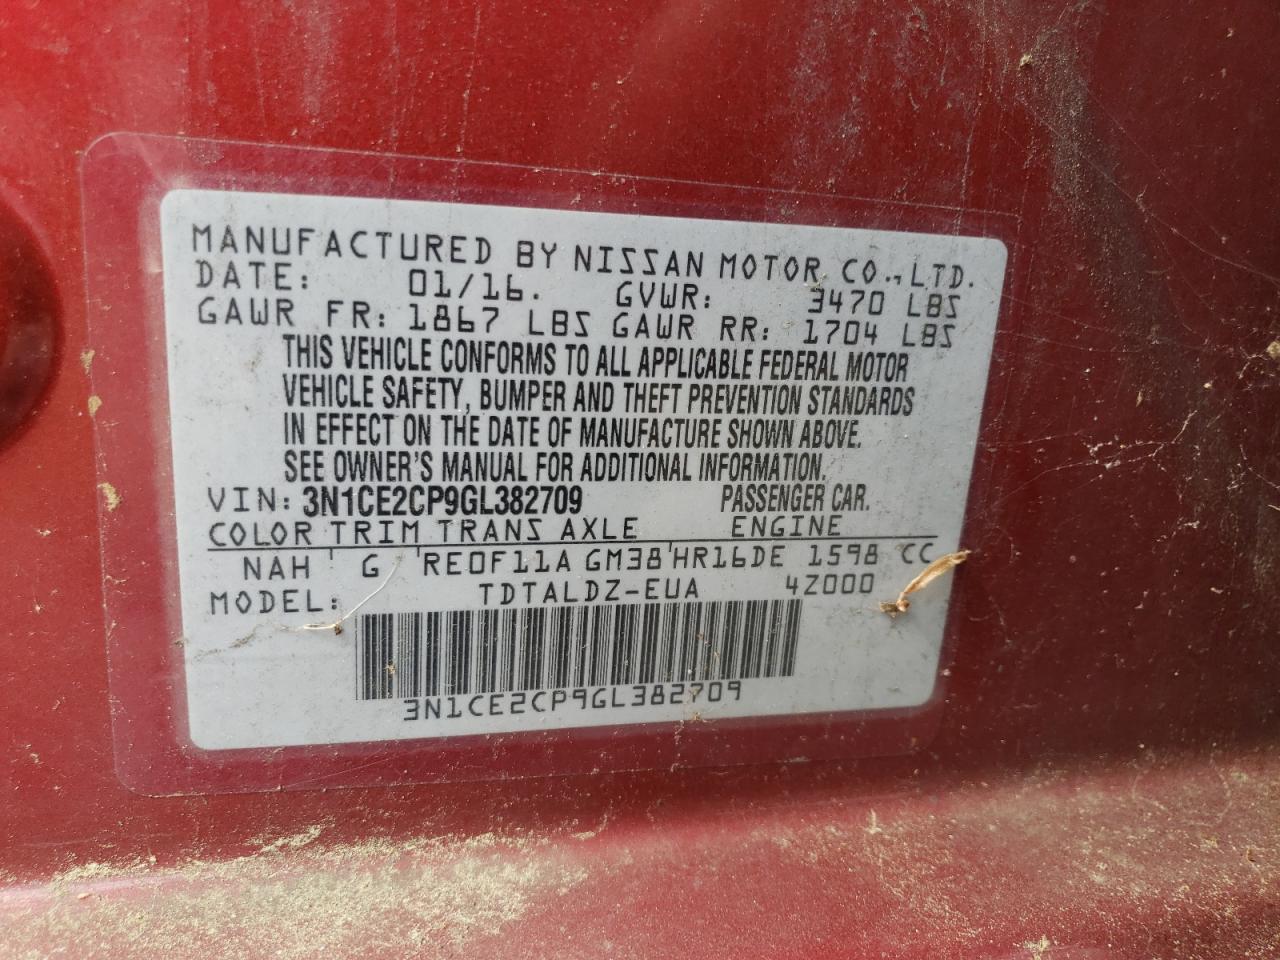 MANUFACTURED BY NISSAN MOTOR CO., LTD.
DATE: 01/16. GVWR: 3470 LBS
GAWR FR: 1867 LBS GAWR RR: 1704 LBS
THIS VEHICLE CONFORMS TO ALL APPLICABLE FEDERAL MOTOR
VEHICLE SAFETY, BUMPER AND THEFT PREVENTION STANDARDS
IN EFFECT ON THE DATE OF MANUFACTURE SHOWN ABOVE.
SEE OWNER'S MANUAL FOR ADDITIONAL INFORMATION.
VIN: 3N1CE2CP9GL382709 PASSENGER CAR.
COLOR TRIM TRANS AXLE ENGINE
NAH G RE0F11A GM38 HR16DE 1598 CC
MODEL: TDTALDZ-EUA 4Z000
3N1CE2CP9GL382709